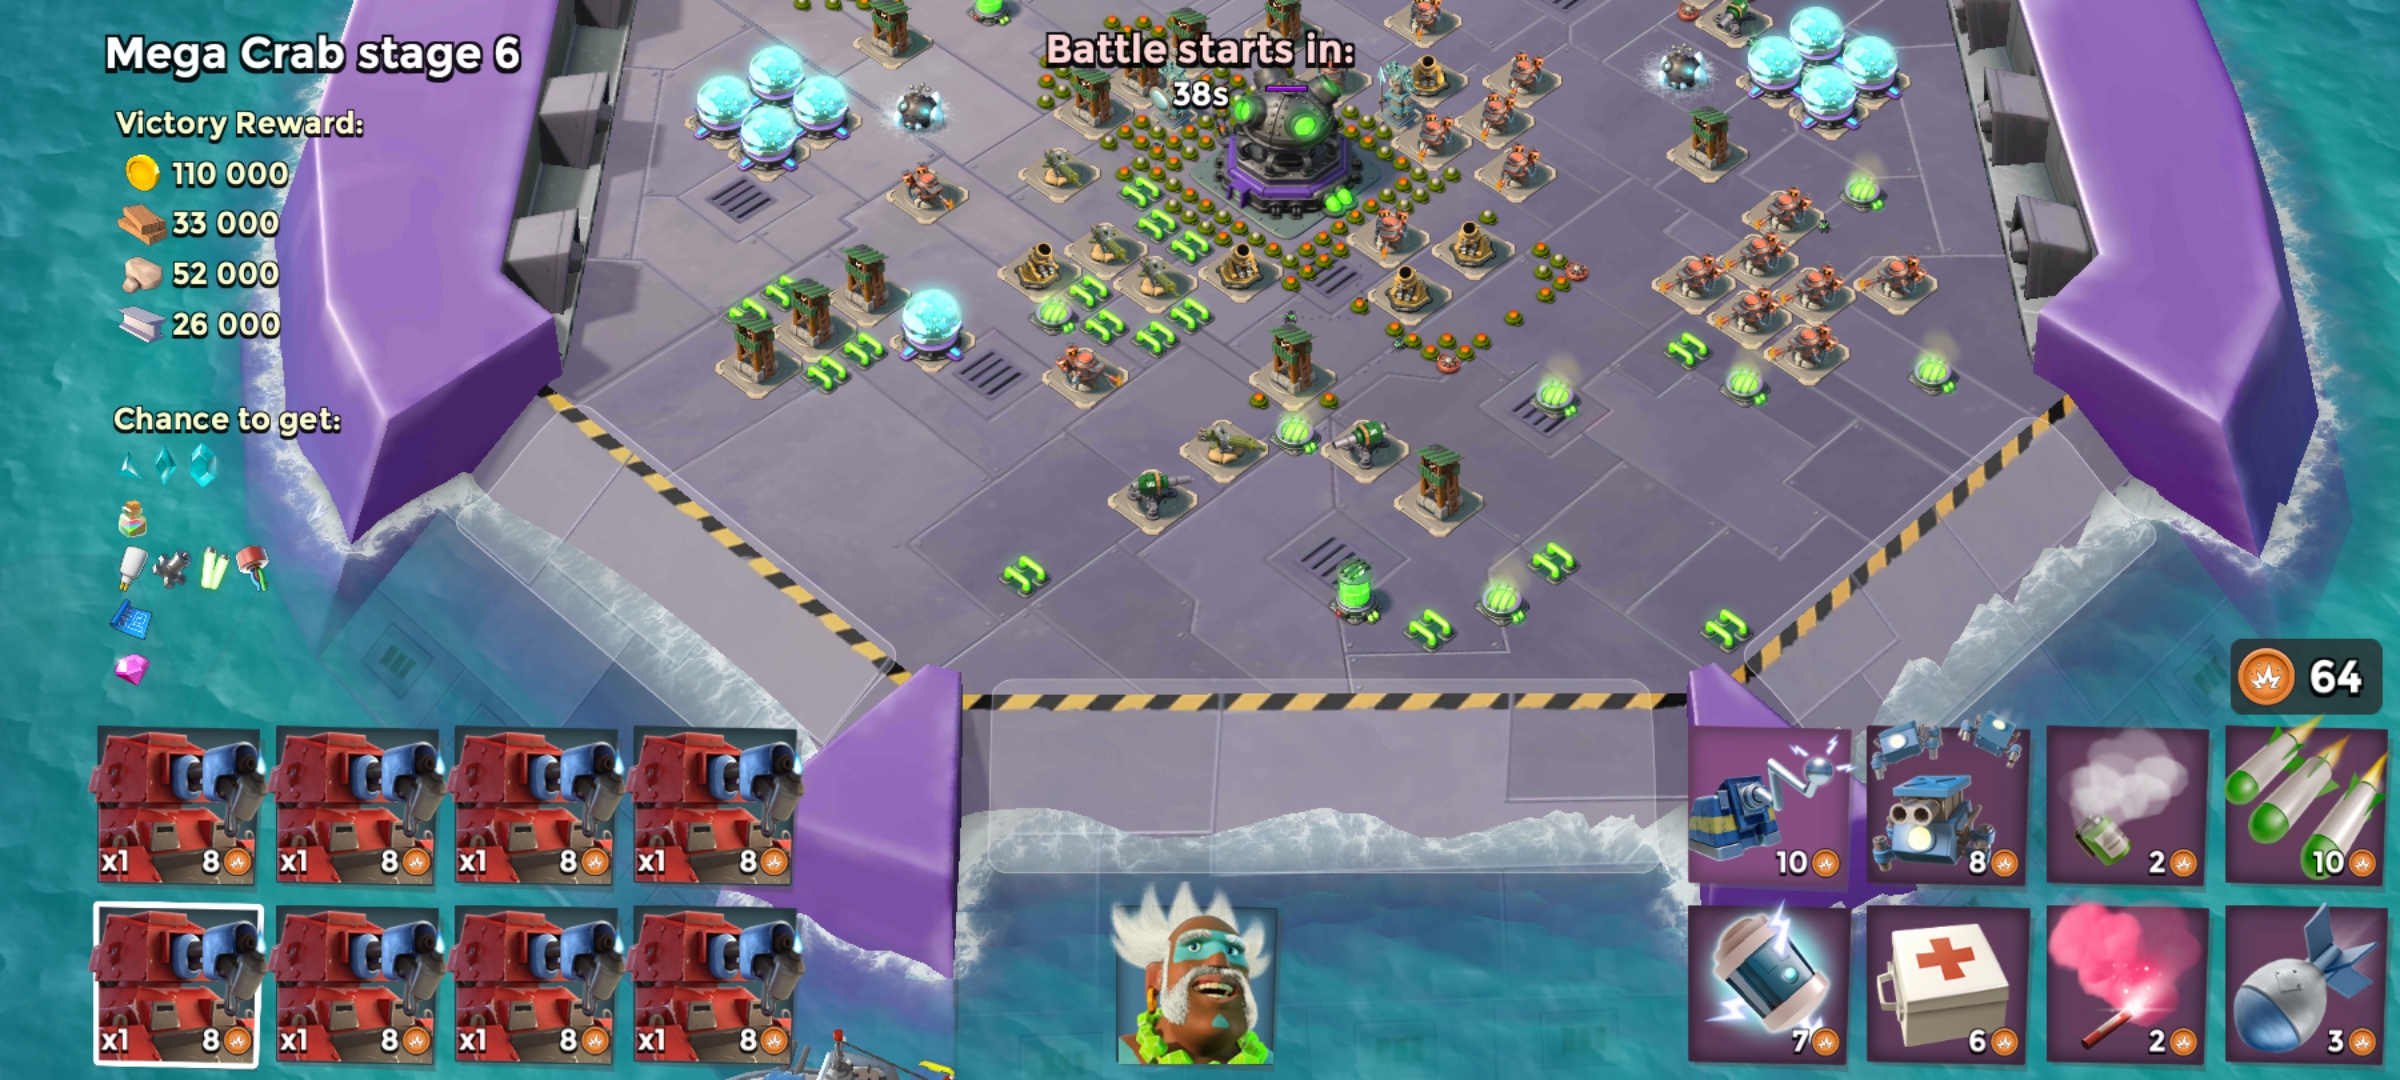 Mega Crab stage 6
Battle starts in:
38s
Victory Reward:
110 000
33 000
52 000
26 000
Chance to get:
64
x1 8
x1 8
x1 8
x1 8
10
8
2
10
x1 8
x1 8
x1 8
x1 8
7
6
2
3